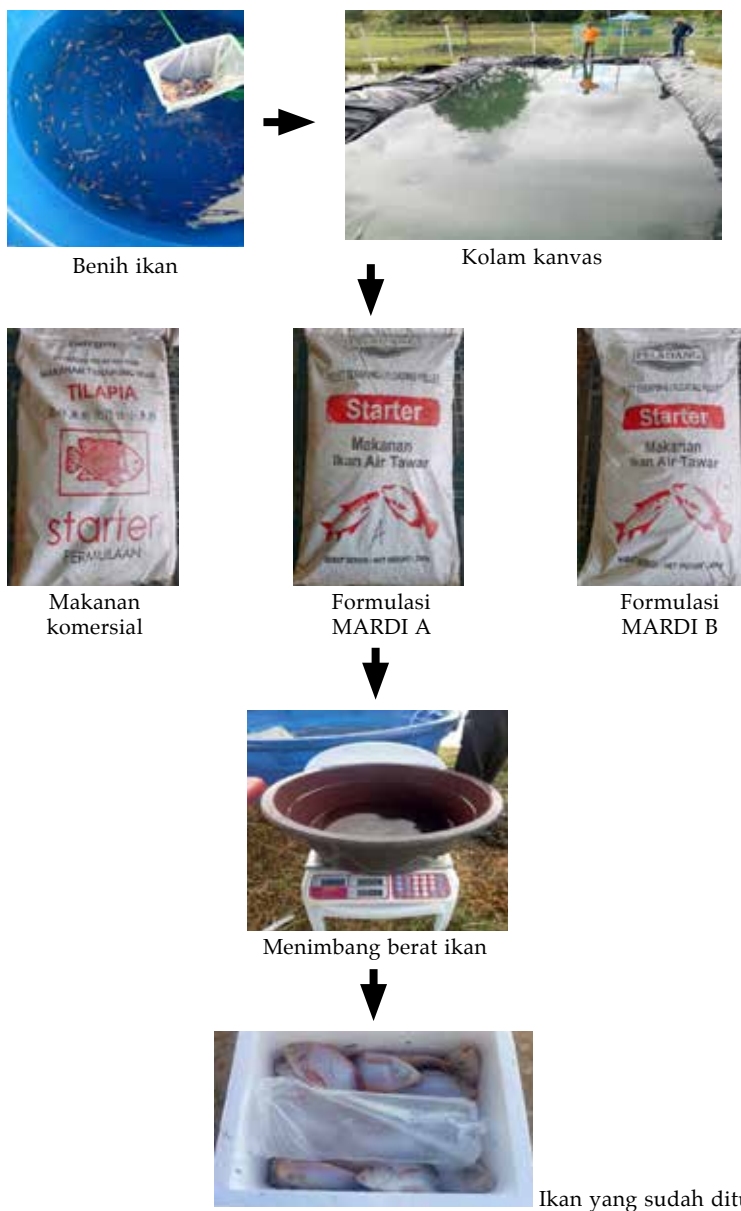 Benih ikan
Kolam kanvas
TILAPIA
starter
PERMULAAN
Starter
Makanan
Ikan Air Tawar
A
PELADANG
Starter
Makanan
Ikan Air Tawar
Makanan
komersial
Formulasi
MARDI A
Formulasi
MARDI B
Menimbang berat ikan
Ikan yang sudah ditu